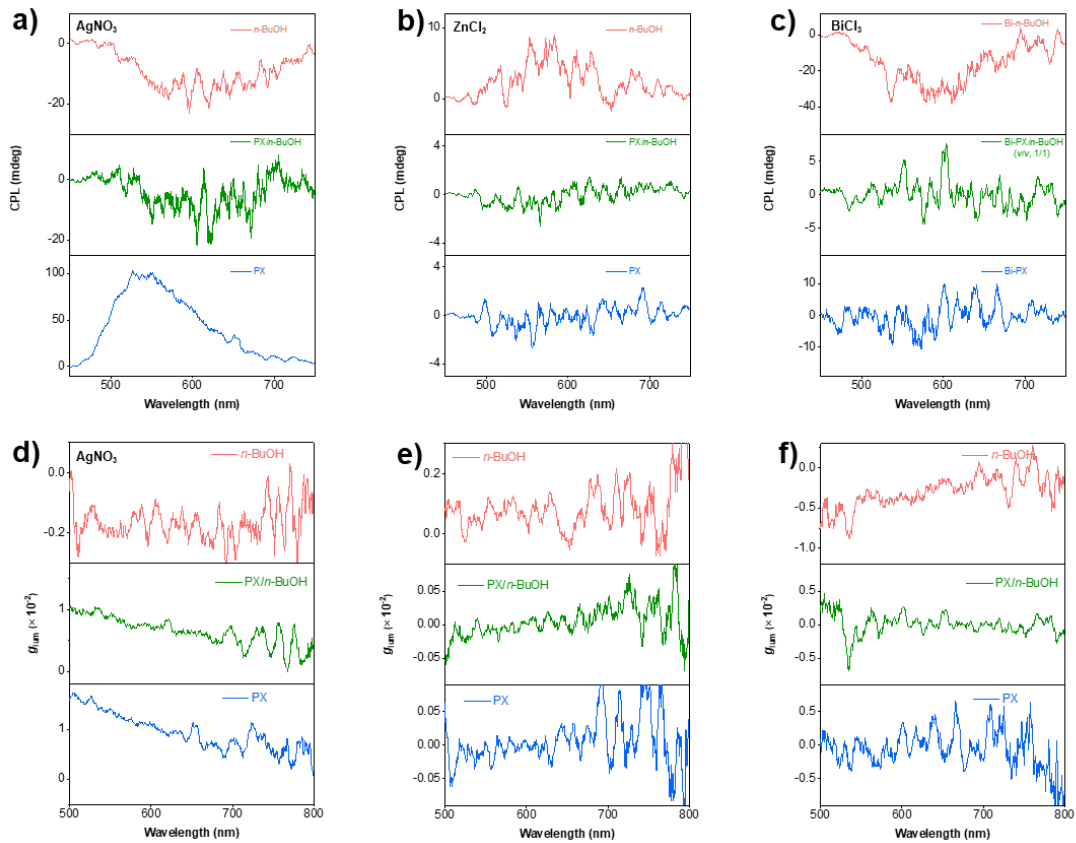 a)
AgNO3
n-BuOH
0
-20
PX/n-BuOH
0
-20
PX
100
50
0
CPL (mdeg)
500 600 700
Wavelength (nm)
b)
ZnCl2
n-BuOH
10
0
PX/n-BuOH
4
0
-4
PX
4
0
-4
CPL (mdeg)
500 600 700
Wavelength (nm)
c)
BiCl3
Bi-n-BuOH
0
-20
-40
Bi-PX/n-BuOH
(v/v, 1/1)
5
0
-5
Bi-PX
10
0
-10
CPL (mdeg)
500 600 700
Wavelength (nm)
d)
AgNO3
n-BuOH
0.0
-0.2
PX/n-BuOH
1
0
PX
1
0
glum (× 10-2)
500 600 700 800
Wavelength (nm)
e)
n-BuOH
0.2
0.0
PX/n-BuOH
0.05
0.00
-0.05
PX
0.05
0.00
-0.05
glum (× 10-2)
500 600 700 800
Wavelength (nm)
f)
n-BuOH
0.0
-0.5
-1.0
PX/n-BuOH
0.5
0.0
-0.5
PX
0.5
0.0
-0.5
glum (× 10-2)
500 600 700 800
Wavelength (nm)